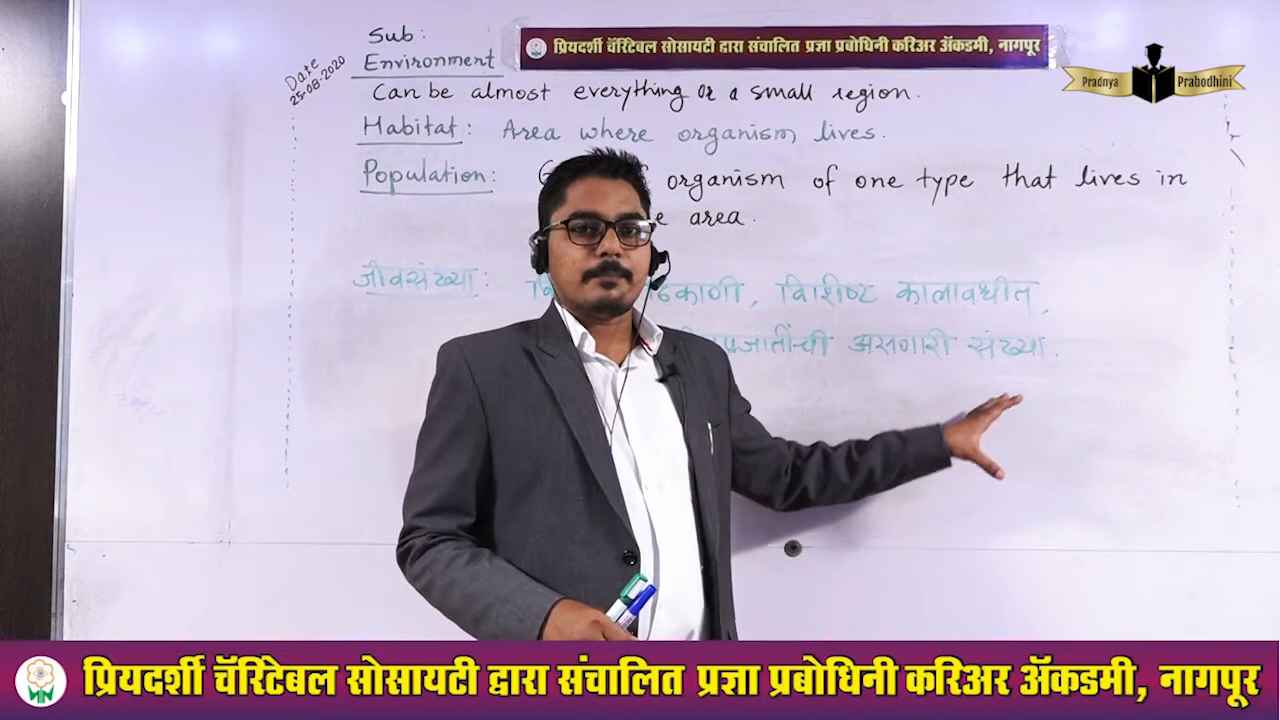 Sub:
Environment
Date
25-08-2020
प्रियदर्शी चॅरिटेबल सोसायटी द्वारा संचालित प्रज्ञा प्रबोधिनी करिअर ॲकडमी, नागपूर
Pradnya Prabodhini
Can be almost everything or a small region.
Habitat: Area where organism lives.
Population: organism of one type that lives in
area.
जीवसंख्या: विशिष्ट कालावधीत,
असणारी संख्या.
प्रियदर्शी चॅरिटेबल सोसायटी द्वारा संचालित प्रज्ञा प्रबोधिनी करिअर ॲकडमी, नागपूर